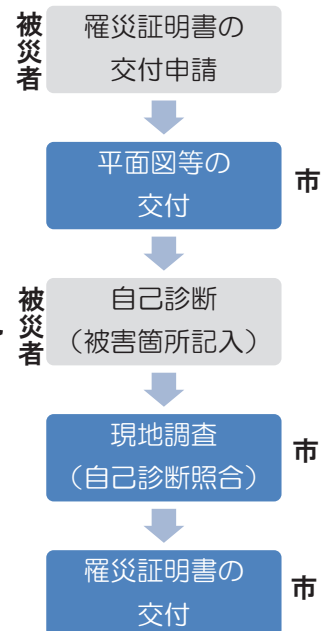 被災者
罹災証明書の
交付申請
平面図等の
交付
市
被災者
自己診断
（被害箇所記入）
現地調査
（自己診断照合）
市
罹災証明書の
交付
市